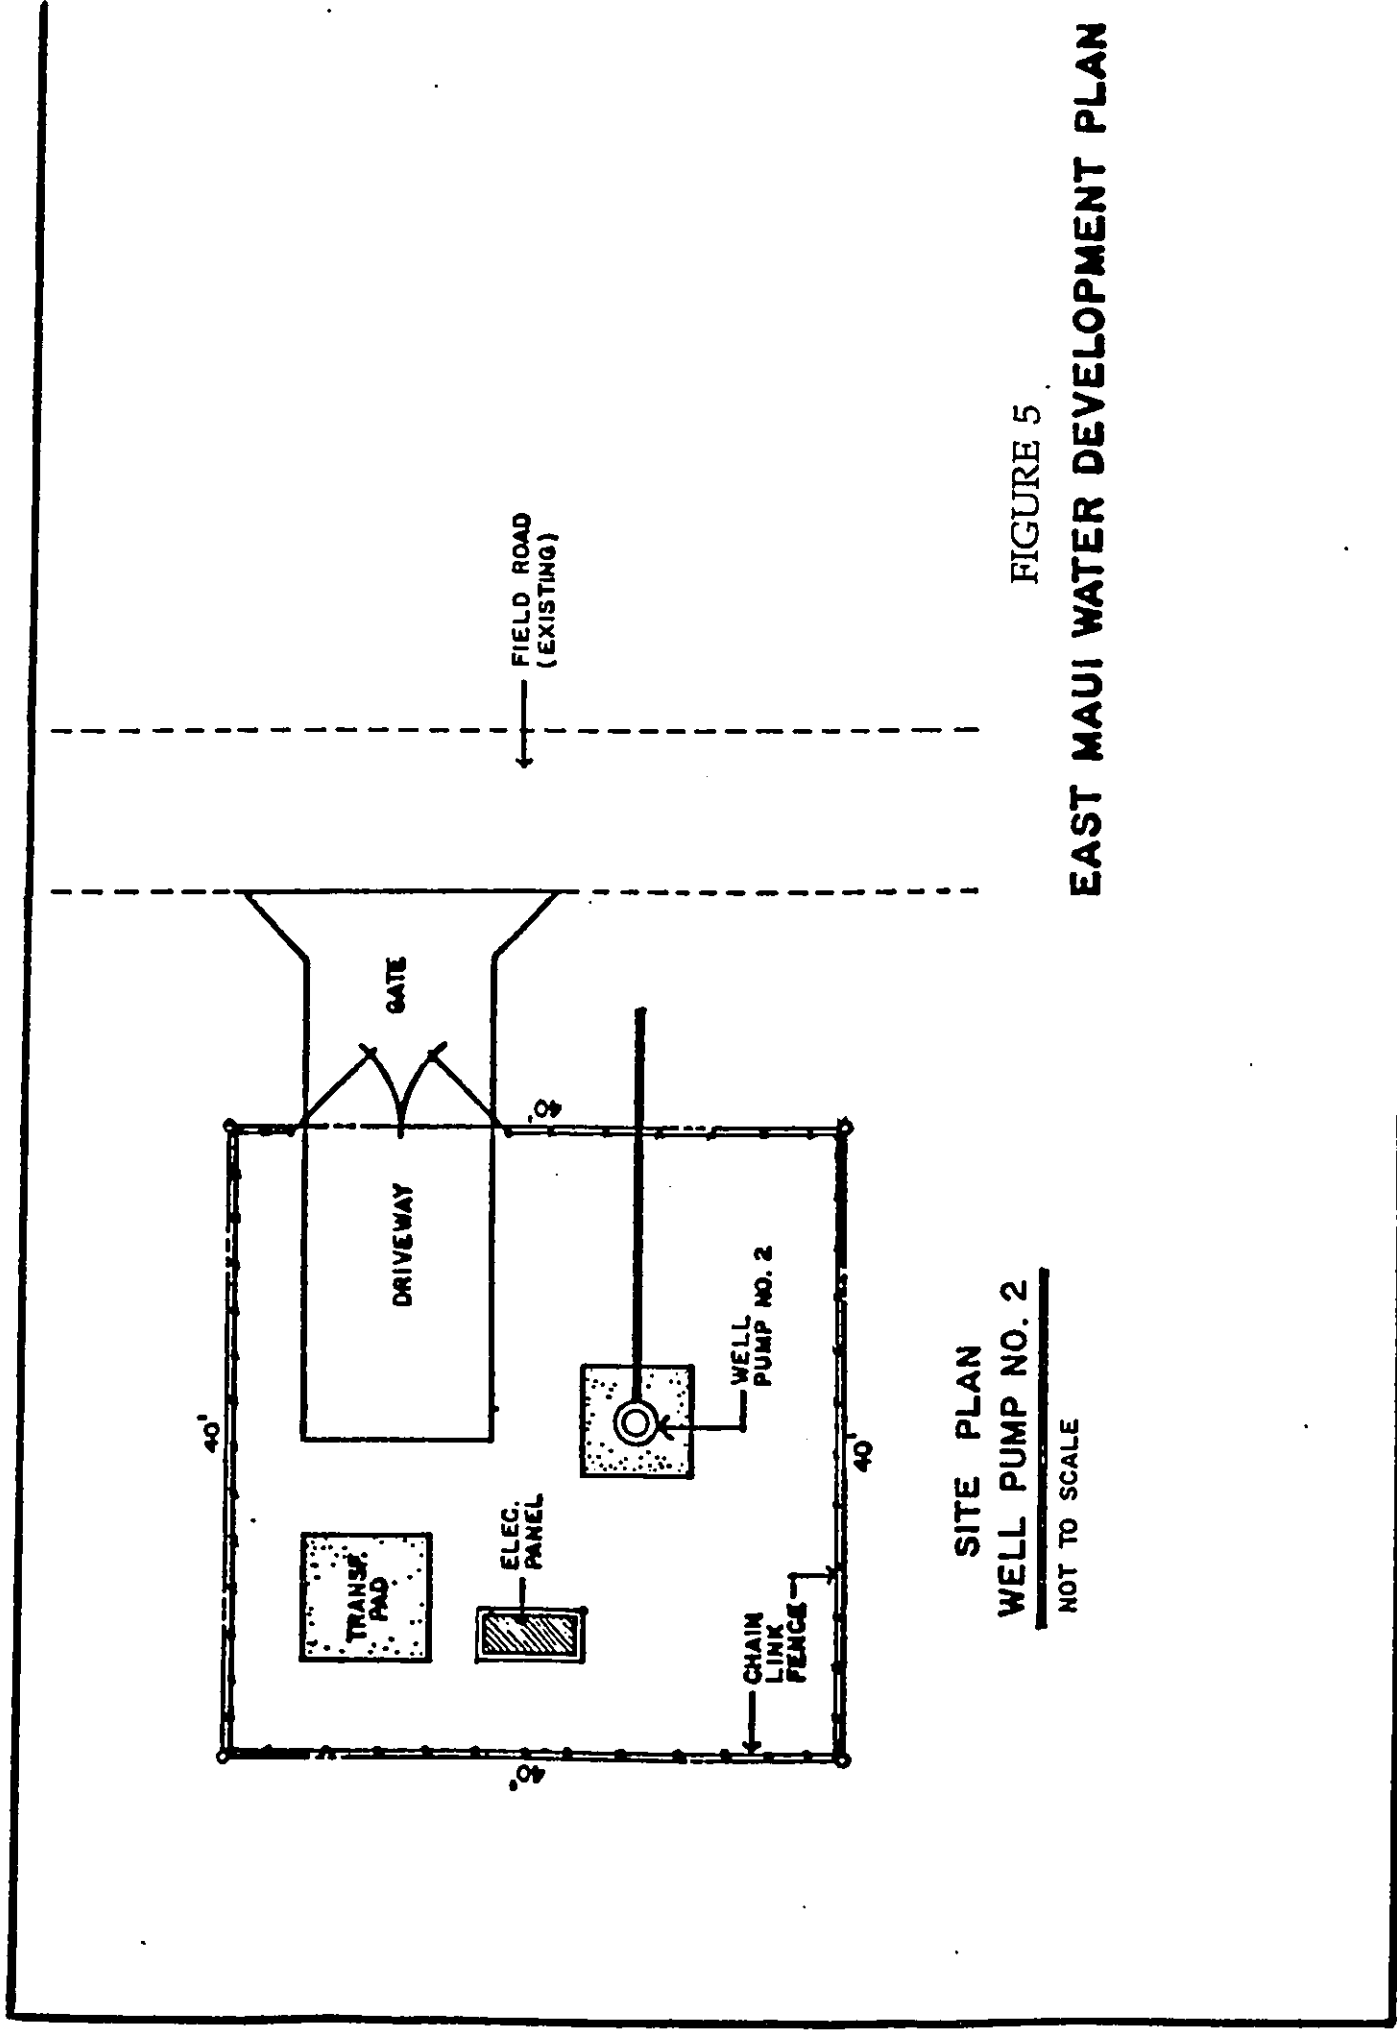 40'
TRANSF.
PAD
DRIVEWAY
GATE
FIELD ROAD
(EXISTING)
ELEC.
PANEL
40'
40'
WELL
PUMP NO. 2
CHAIN
LINK
FENCE
40'
SITE PLAN
WELL PUMP NO. 2
NOT TO SCALE
FIGURE 5
EAST MAUI WATER DEVELOPMENT PLAN